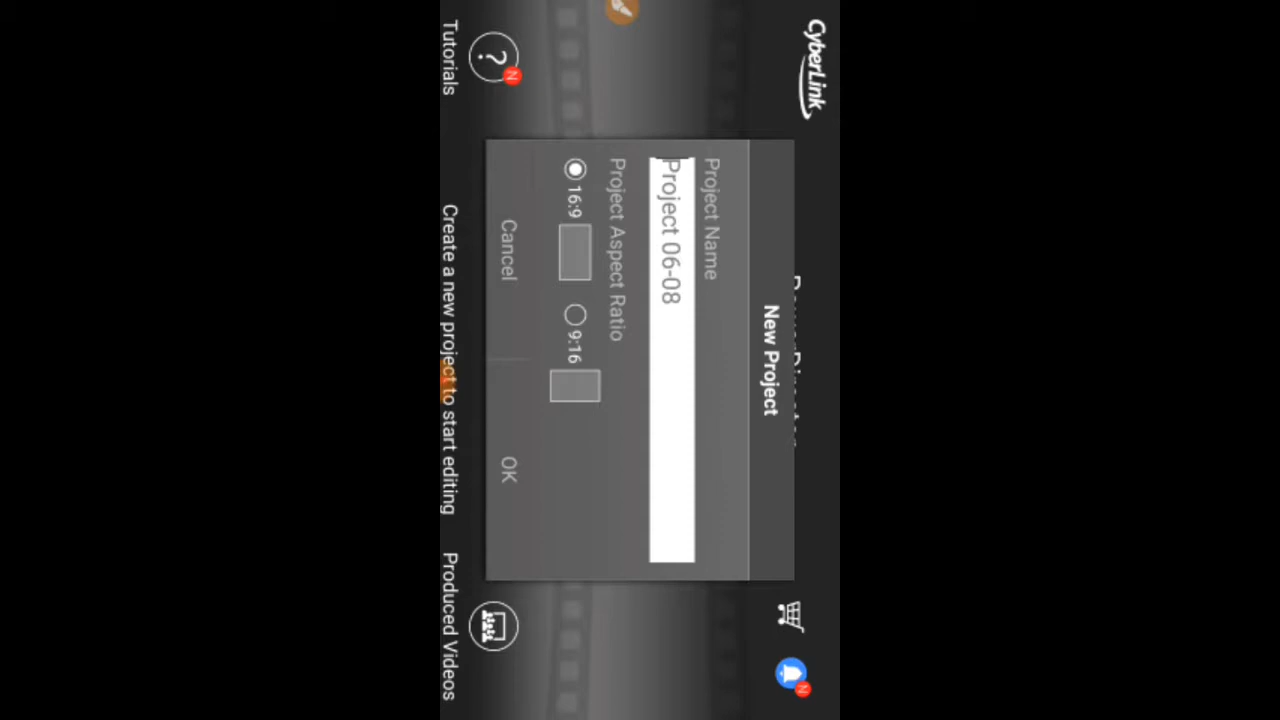 CyberLink
New Project
Project Name
Project 06-08
Project Aspect Ratio
16:9
9:16
Cancel
OK
Tutorials
Create a new project to start editing
Produced Videos
N
N